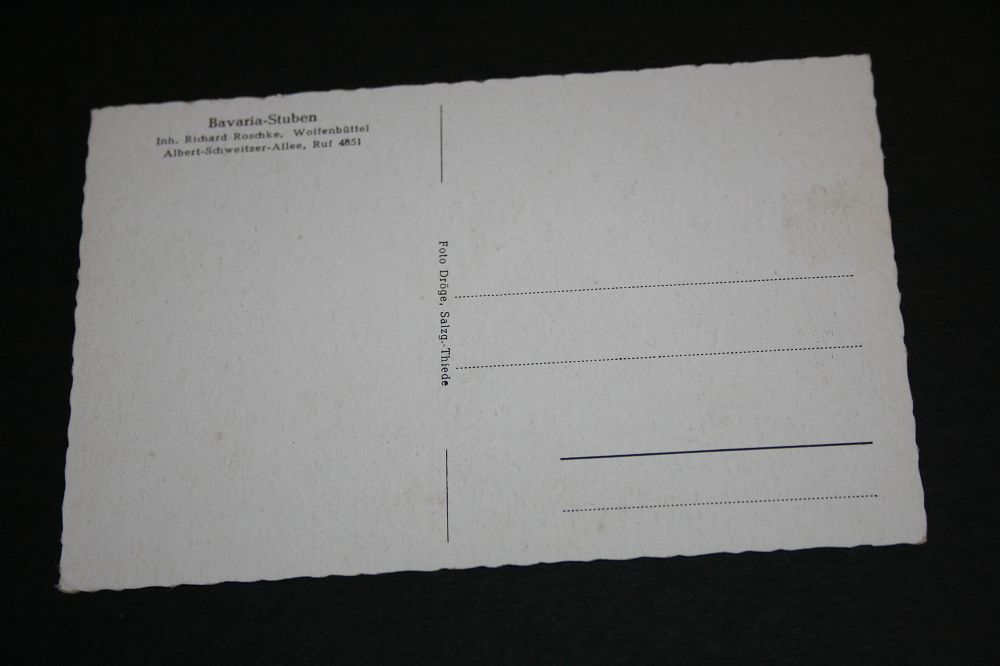 Bavaria-Stuben
Inh. Richard Roschke, Wolfenbüttel
Albert-Schweitzer-Allee, Ruf 4851
Foto Dröge, Salzg.-Thiede